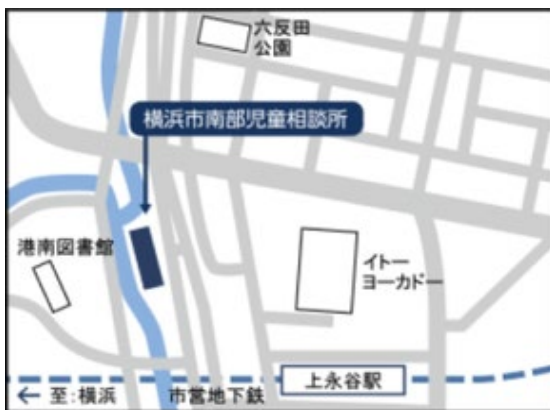 六反田
公園
横浜市南部児童相談所
港南図書館
イトー
ヨーカドー
上永谷駅
← 至:横浜
市営地下鉄